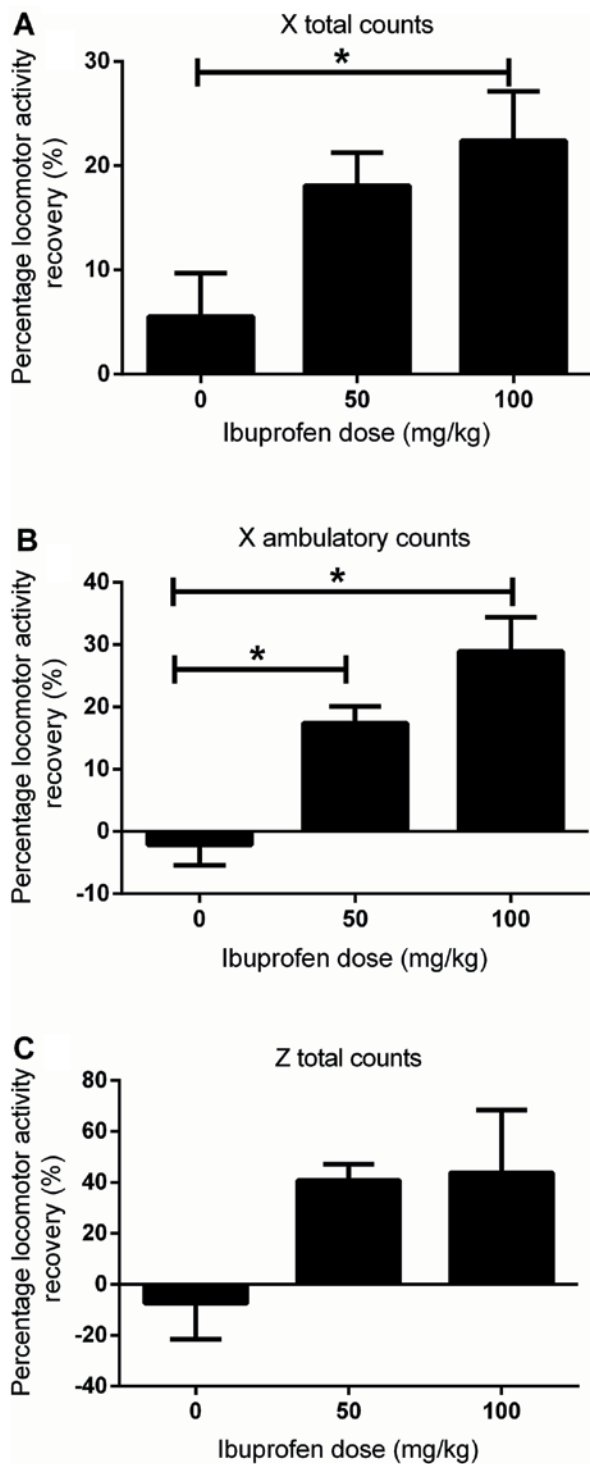 A
X total counts
Percentage locomotor activity
recovery (%)
30
20
10
0
*
0 50 100
Ibuprofen dose (mg/kg)
B
X ambulatory counts
Percentage locomotor activity
recovery (%)
40
30
20
10
0
-10
*
*
0 50 100
Ibuprofen dose (mg/kg)
C
Z total counts
Percentage locomotor activity
recovery (%)
80
60
40
20
0
-20
-40
0 50 100
Ibuprofen dose (mg/kg)